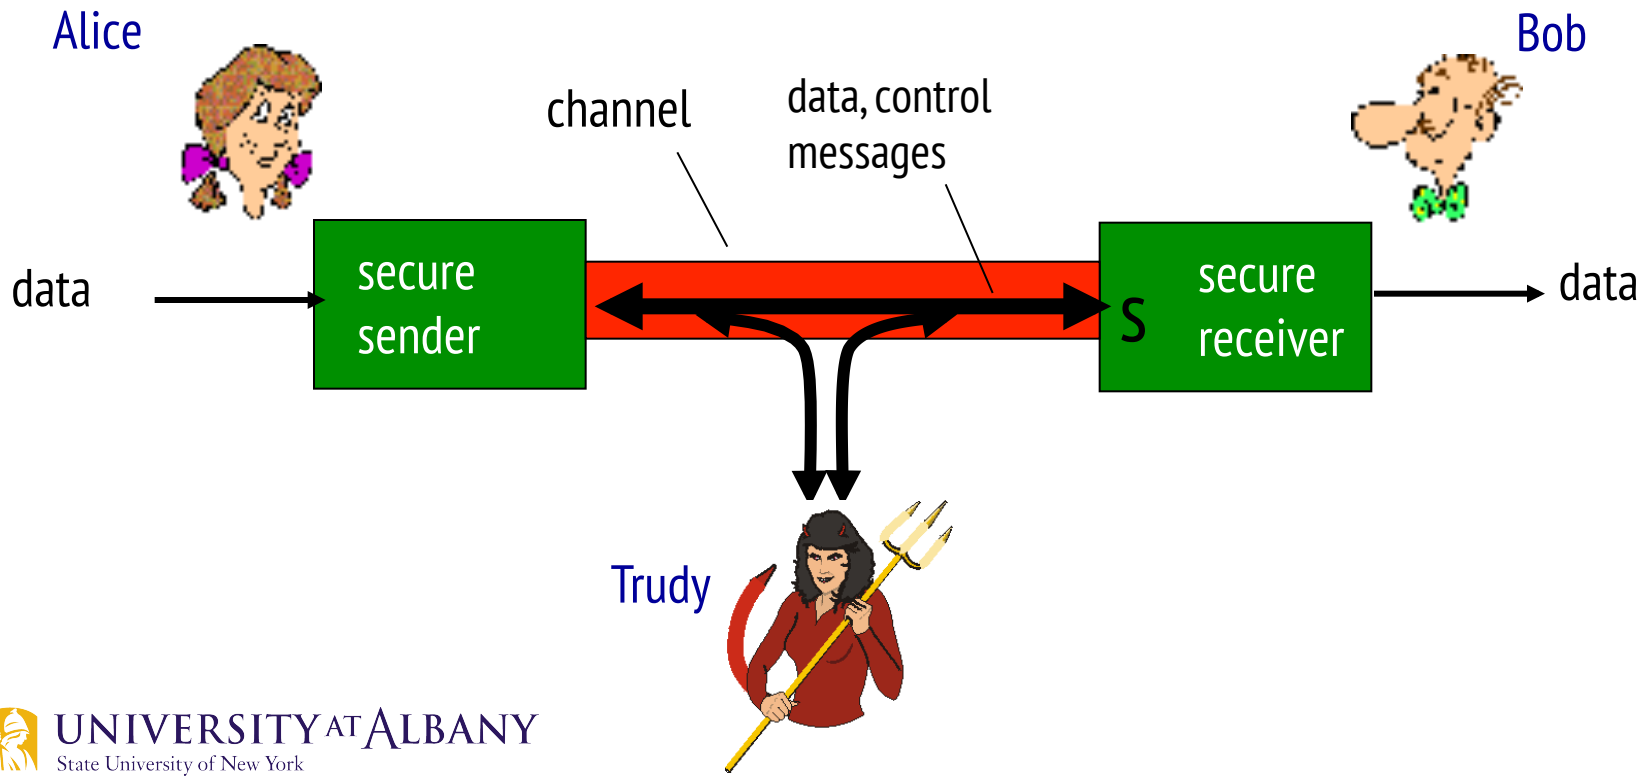 Alice
Bob
channel
data, control
messages
data
secure
sender
s
secure
receiver
data
Trudy
UNIVERSITY AT ALBANY
State University of New York